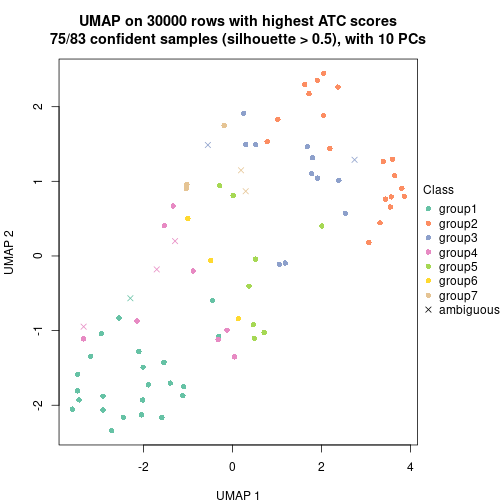 UMAP on 30000 rows with highest ATC scores
75/83 confident samples (silhouette > 0.5), with 10 PCs
UMAP 2
2
1
0
-1
-2
-2
0
2
4
UMAP 1
Class
group1
group2
group3
group4
group5
group6
group7
ambiguous